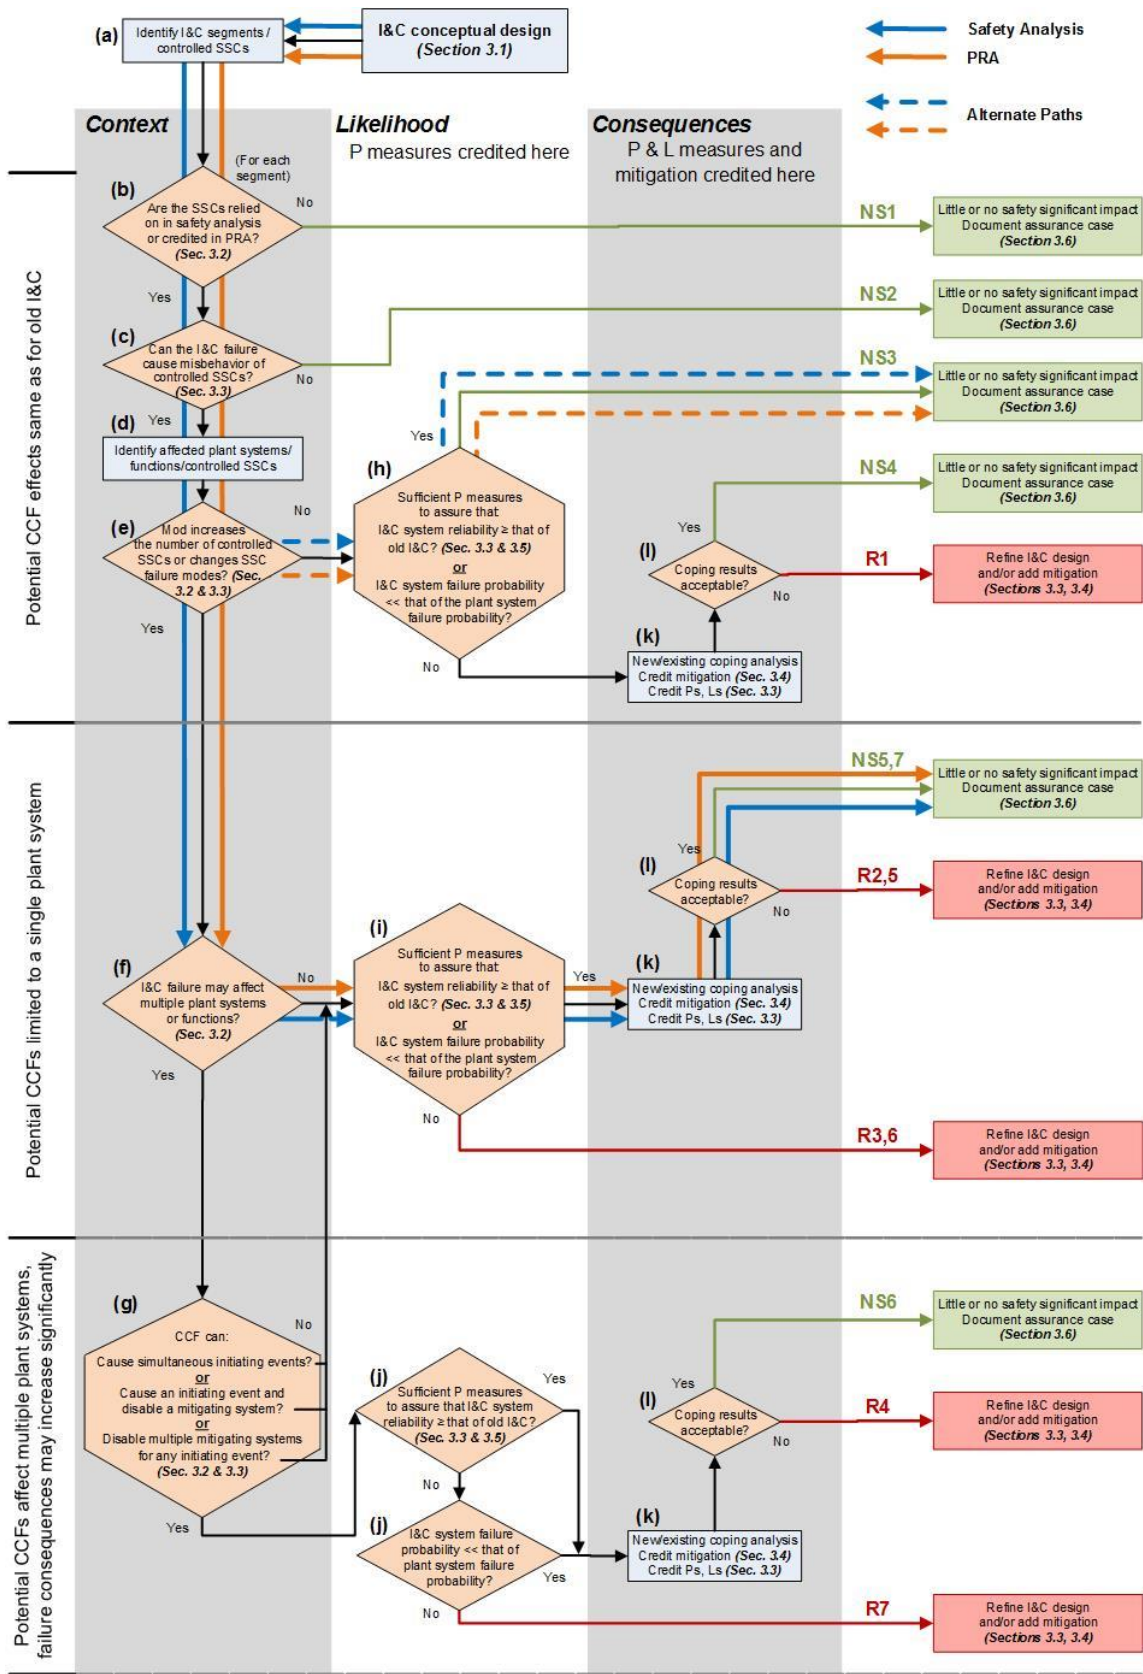 (a)
Identify I&C segments /
controlled SSCs
I&C conceptual design
(Section 3.1)
Safety Analysis
PRA
Alternate Paths
Context
Likelihood
P measures credited here
Consequences
P & L measures and
mitigation credited here
Potential CCF effects same as for old I&C
(For each
segment)
(b)
Are the SSCs relied
on in safety analysis
or credited in PRA?
(Sec. 3.2)
No
Yes
NS1
Little or no safety significant impact
Document assurance case
(Section 3.6)
(c)
Can the I&C failure
cause misbehavior of
controlled SSCs?
(Sec. 3.3)
No
Yes
NS2
Little or no safety significant impact
Document assurance case
(Section 3.6)
(d)
Identify affected plant systems/
functions/controlled SSCs
(e)
Mod increases
the number of controlled
SSCs or changes SSC
failure modes? (Sec.
3.2 & 3.3)
No
Yes
(h)
Sufficient P measures
to assure that:
I&C system reliability ≥ that of
old I&C? (Sec. 3.3 & 3.5)
or
I&C system failure probability
<< that of the plant system
failure probability?
Yes
No
NS3
Little or no safety significant impact
Document assurance case
(Section 3.6)
(k)
New/existing coping analysis
Credit mitigation (Sec. 3.4)
Credit Ps, Ls (Sec. 3.3)
(l)
Coping results
acceptable?
Yes
No
NS4
Little or no safety significant impact
Document assurance case
(Section 3.6)
R1
Refine I&C design
and/or add mitigation
(Sections 3.3, 3.4)
Potential CCFs limited to a single plant system
(f)
I&C failure may affect
multiple plant systems
or functions?
(Sec. 3.2)
No
Yes
(i)
Sufficient P measures
to assure that:
I&C system reliability ≥ that of
old I&C? (Sec. 3.3 & 3.5)
or
I&C system failure probability
<< that of the plant system
failure probability?
Yes
No
(k)
New/existing coping analysis
Credit mitigation (Sec. 3.4)
Credit Ps, Ls (Sec. 3.3)
(l)
Coping results
acceptable?
Yes
No
NS5,7
Little or no safety significant impact
Document assurance case
(Section 3.6)
R2,5
Refine I&C design
and/or add mitigation
(Sections 3.3, 3.4)
R3,6
Refine I&C design
and/or add mitigation
(Sections 3.3, 3.4)
Potential CCFs affect multiple plant systems,
failure consequences may increase significantly
(g)
CCF can:
Cause simultaneous initiating events?
or
Cause an initiating event and
disable a mitigating system?
or
Disable multiple mitigating systems
for any initiating event?
(Sec. 3.2 & 3.3)
No
Yes
(j)
Sufficient P measures
to assure that I&C system
reliability ≥ that of old I&C?
(Sec. 3.3 & 3.5)
Yes
No
(j)
I&C system failure
probability << that of
plant system failure
probability?
Yes
No
(k)
New/existing coping analysis
Credit mitigation (Sec. 3.4)
Credit Ps, Ls (Sec. 3.3)
(l)
Coping results
acceptable?
Yes
No
NS6
Little or no safety significant impact
Document assurance case
(Section 3.6)
R4
Refine I&C design
and/or add mitigation
(Sections 3.3, 3.4)
R7
Refine I&C design
and/or add mitigation
(Sections 3.3, 3.4)